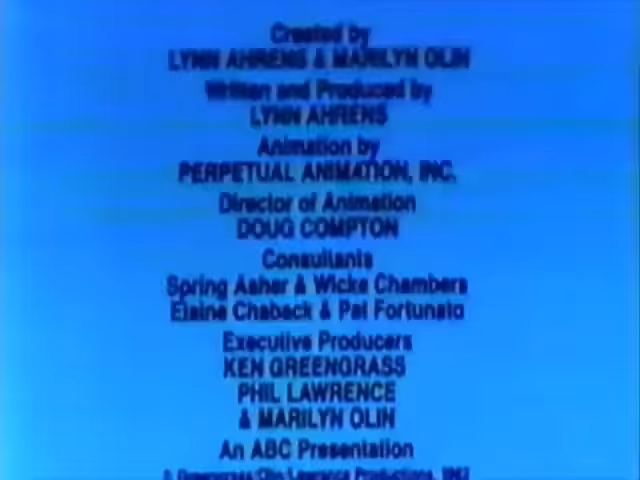 Created by
LYNN AHRENS & MARILYN OLIN
Written and Produced by
LYNN AHRENS
Animation by
PERPETUAL ANIMATION, INC.
Director of Animation
DOUG COMPTON
Consultants
Spring Asher & Wicke Chambers
Elaine Chaback & Pat Fortunato
Executive Producers
KEN GREENGRASS
PHIL LAWRENCE
& MARILYN OLIN
An ABC Presentation
Productions,